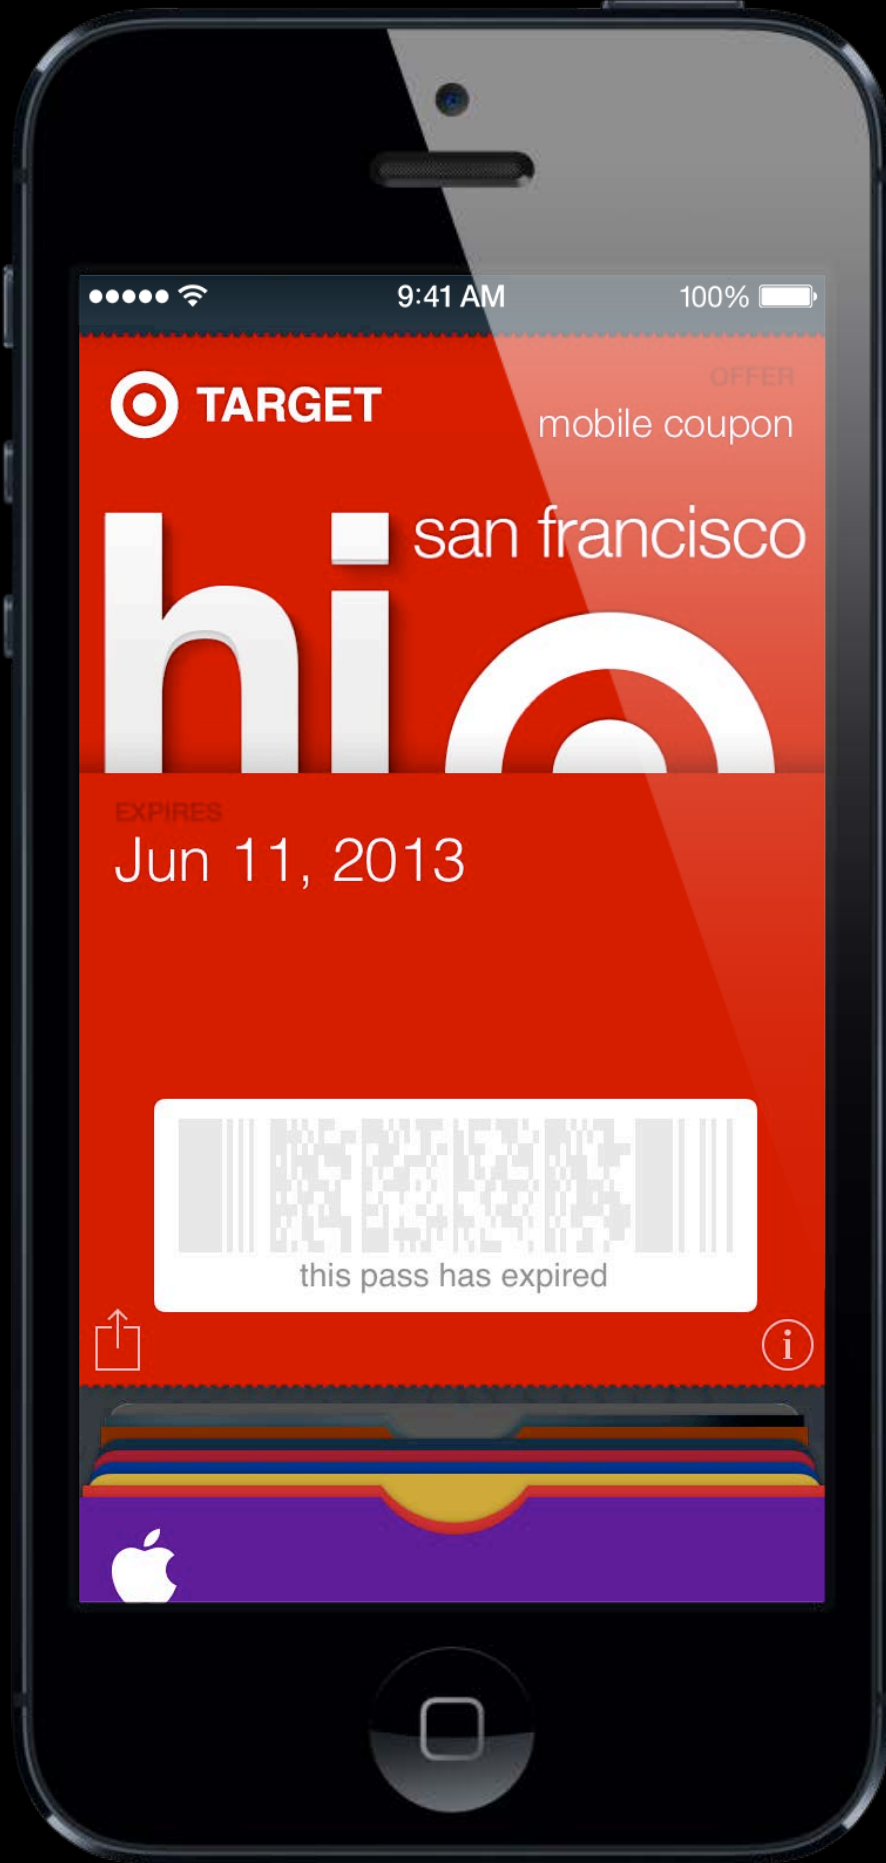 9:41 AM
100%
TARGET
OFFER
mobile coupon
hi
san francisco
EXPIRES
Jun 11, 2013
this pass has expired
i